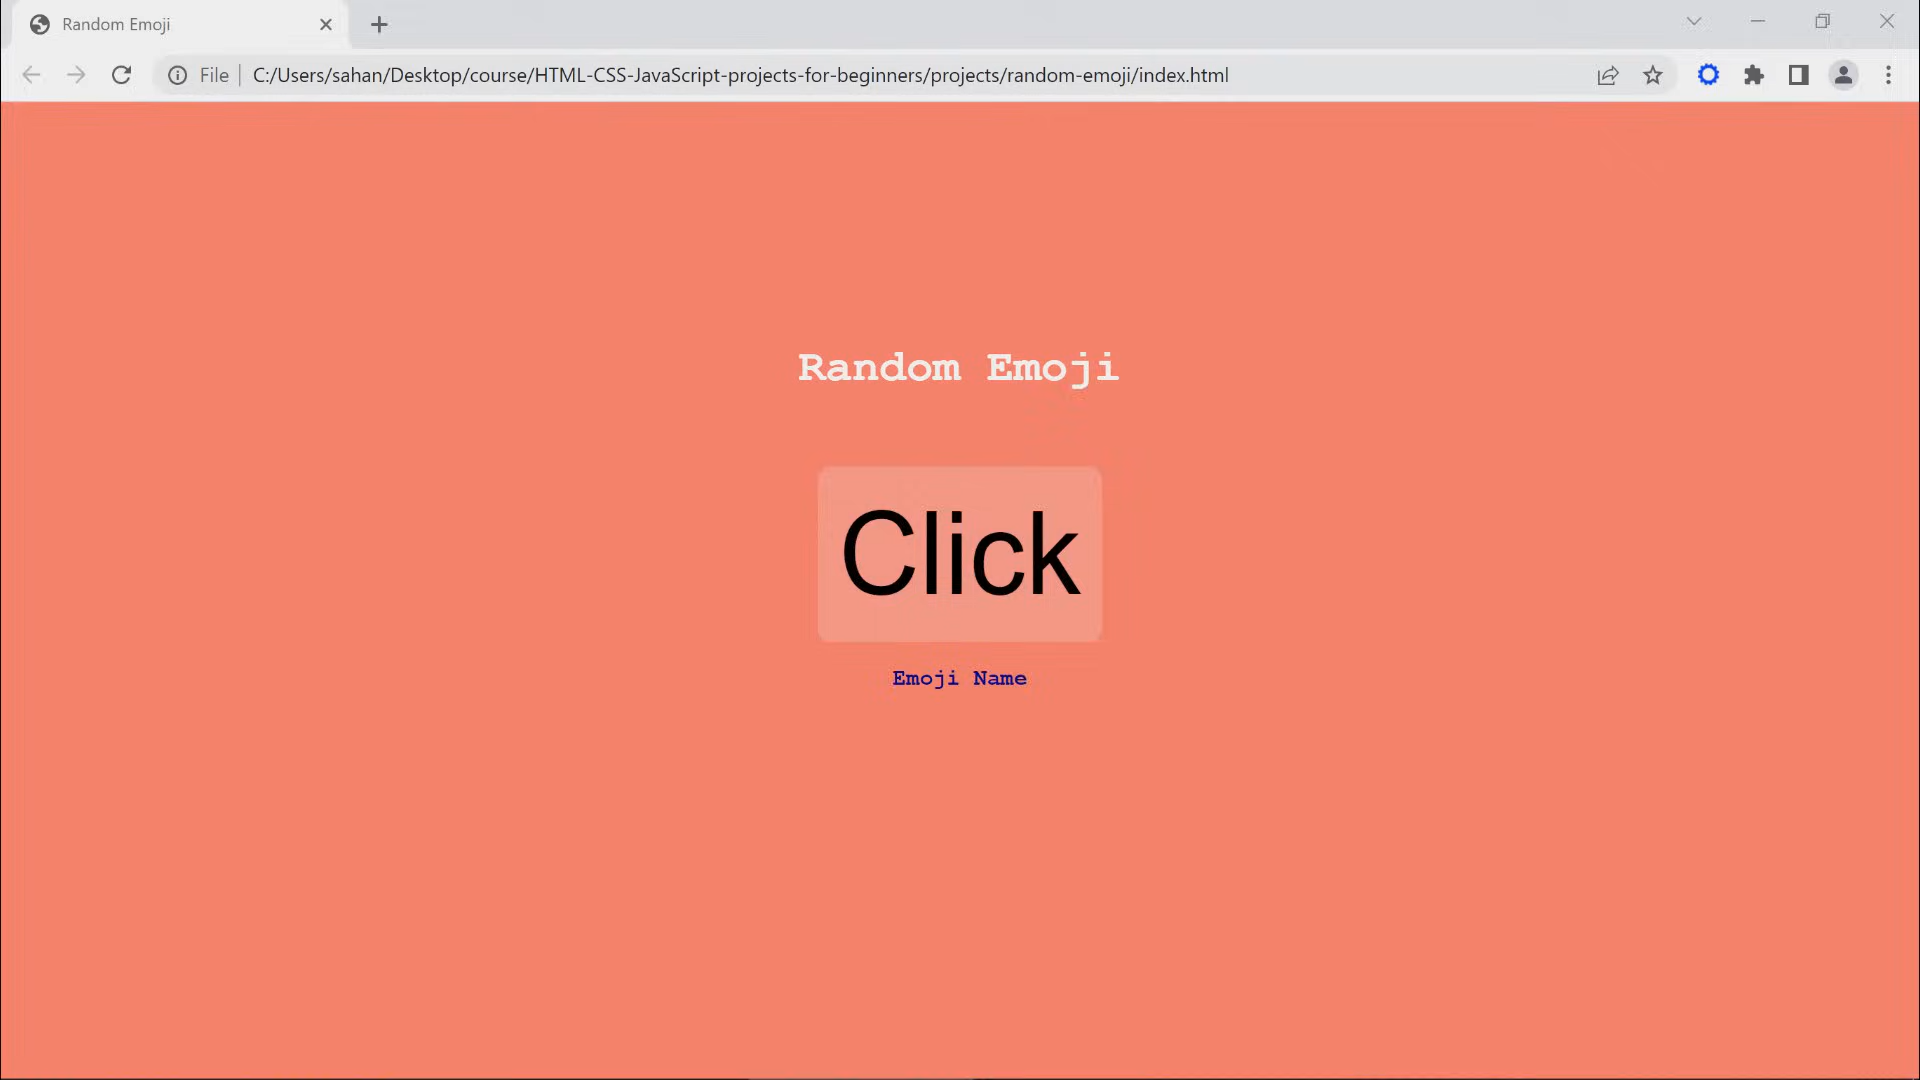 Random Emoji
File C:/Users/sahan/Desktop/course/HTML-CSS-JavaScript-projects-for-beginners/projects/random-emoji/index.html
Random Emoji
Click
Emoji Name